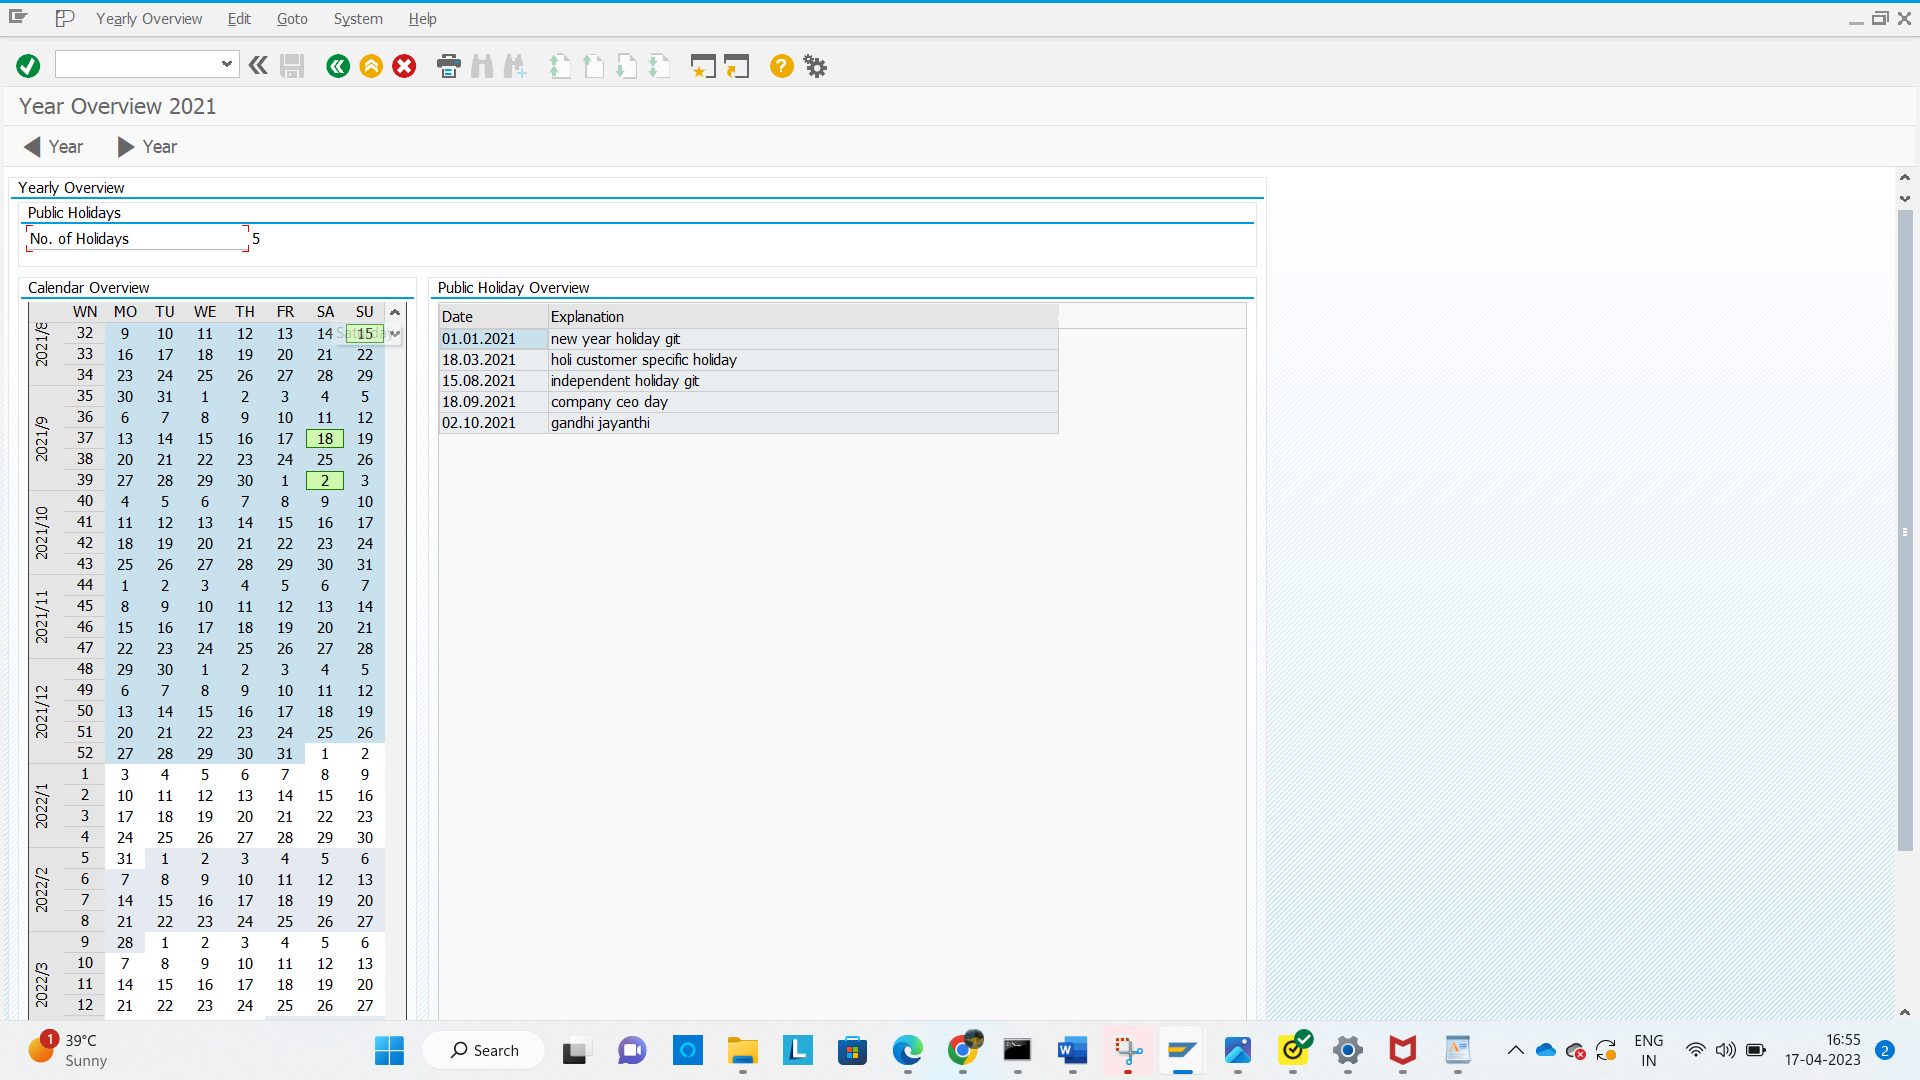 Yearly Overview Edit Goto System Help
Year Overview 2021
Year Year
Yearly Overview
Public Holidays
No. of Holidays 5
Calendar Overview
WN MO TU WE TH FR SA SU
2021/8
32 9 10 11 12 13 14 15
33 16 17 18 19 20 21 22
34 23 24 25 26 27 28 29
2021/9
35 30 31 1 2 3 4 5
36 6 7 8 9 10 11 12
37 13 14 15 16 17 18 19
38 20 21 22 23 24 25 26
39 27 28 29 30 1 2 3
2021/10
40 4 5 6 7 8 9 10
41 11 12 13 14 15 16 17
42 18 19 20 21 22 23 24
43 25 26 27 28 29 30 31
2021/11
44 1 2 3 4 5 6 7
45 8 9 10 11 12 13 14
46 15 16 17 18 19 20 21
47 22 23 24 25 26 27 28
2021/12
48 29 30 1 2 3 4 5
49 6 7 8 9 10 11 12
50 13 14 15 16 17 18 19
51 20 21 22 23 24 25 26
52 27 28 29 30 31 1 2
2022/1
1 3 4 5 6 7 8 9
2 10 11 12 13 14 15 16
3 17 18 19 20 21 22 23
4 24 25 26 27 28 29 30
2022/2
5 31 1 2 3 4 5 6
6 7 8 9 10 11 12 13
7 14 15 16 17 18 19 20
8 21 22 23 24 25 26 27
2022/3
9 28 1 2 3 4 5 6
10 7 8 9 10 11 12 13
11 14 15 16 17 18 19 20
12 21 22 23 24 25 26 27
Public Holiday Overview
Date Explanation
01.01.2021 new year holiday git
18.03.2021 holi customer specific holiday
15.08.2021 independent holiday git
18.09.2021 company ceo day
02.10.2021 gandhi jayanthi
1
39°C
Sunny
Search
ENG
IN
16:55
17-04-2023
2